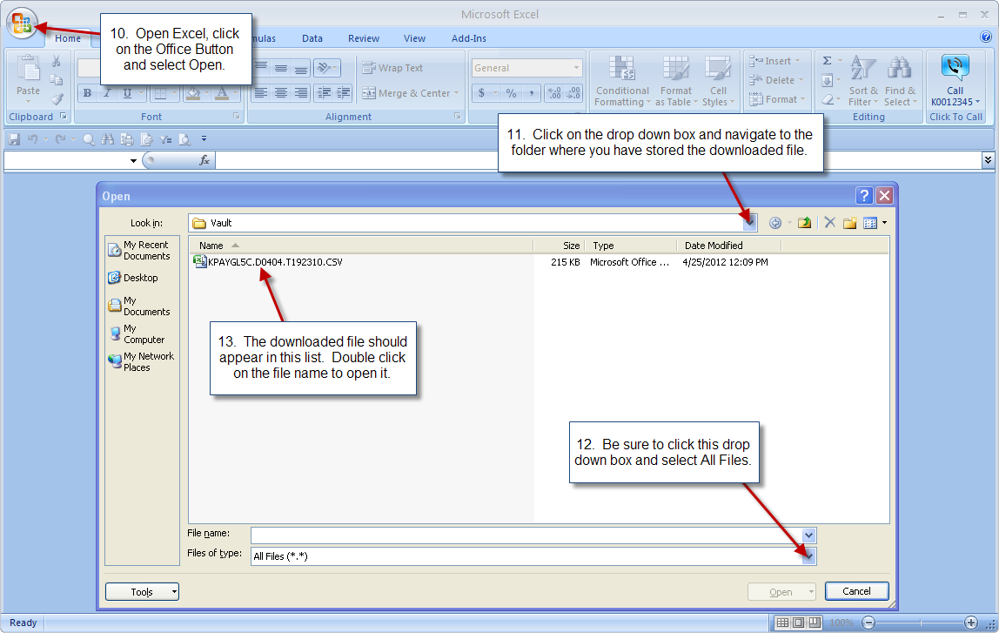 Microsoft Excel
10.  Open Excel, click
on the Office Button
and select Open.
Home
mulas
Data
Review
View
Add-Ins
Paste
Clipboard
B I U
A
Font
Wrap Text
Merge & Center
Alignment
General
$ % ,
Conditional
Formatting
Format
as Table
Cell
Styles
Insert
Delete
Format
Σ
Sort &
Filter
Find &
Select
Editing
Call
K0012345
Click To Call
fx
11.  Click on the drop down box and navigate to the
folder where you have stored the downloaded file.
Open
Look in:
Vault
My Recent
Documents
Desktop
My
Documents
My
Computer
My Network
Places
Name
Size
Type
Date Modified
KPAYGL5C.D0404.T192310.CSV
215 KB
Microsoft Office ...
4/25/2012 12:09 PM
13.  The downloaded file should
appear in this list.  Double click
on the file name to open it.
12.  Be sure to click this drop
down box and select All Files.
File name:
Files of type:
All Files (*.*)
Tools
Open
Cancel
Ready
100%